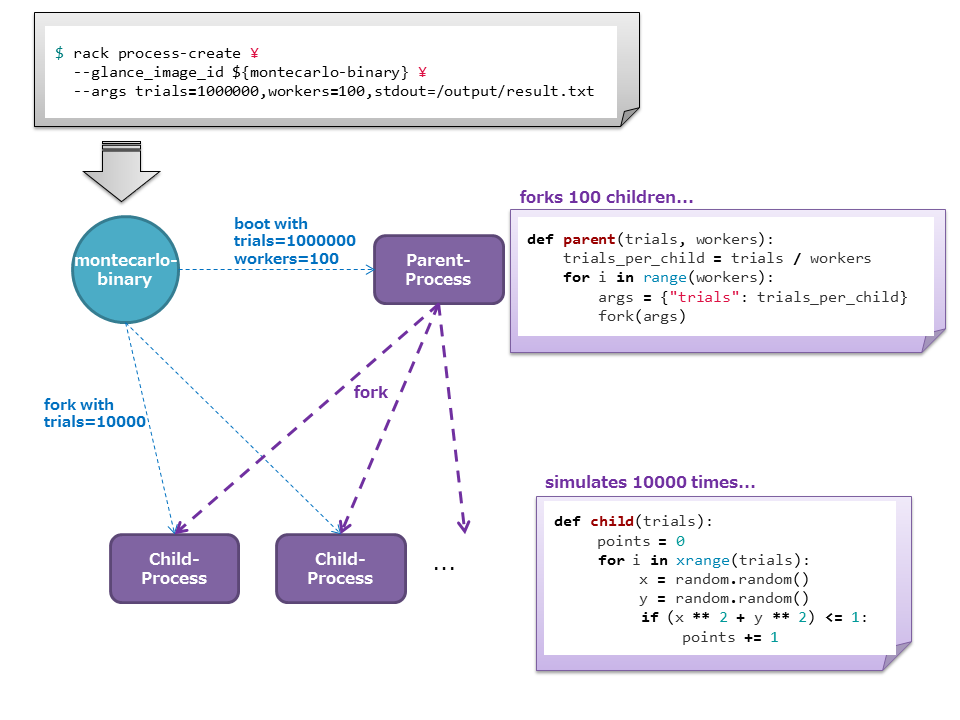 $ rack process-create ¥
--glance_image_id ${montecarlo-binary} ¥
--args trials=1000000,workers=100,stdout=/output/result.txt
montecarlo-
binary
boot with
trials=1000000
workers=100
Parent-
Process
forks 100 children...
def parent(trials, workers):
    trials_per_child = trials / workers
    for i in range(workers):
        args = {"trials": trials_per_child}
        fork(args)
fork
fork with
trials=10000
Child-
Process
Child-
Process
...
simulates 10000 times...
def child(trials):
    points = 0
    for i in xrange(trials):
        x = random.random()
        y = random.random()
        if (x ** 2 + y ** 2) <= 1:
            points += 1